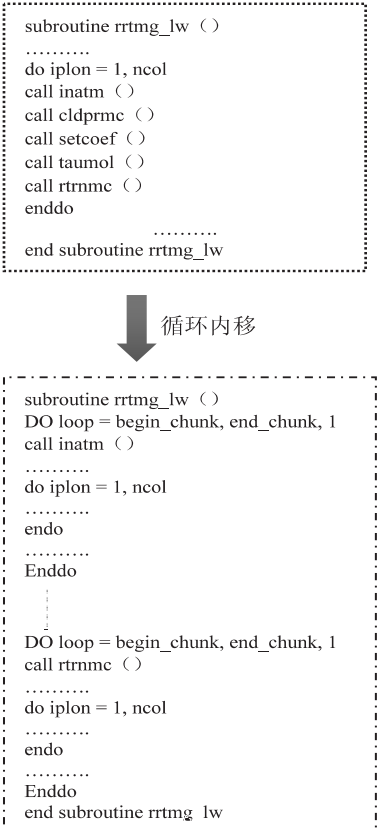 subroutine rrtmg_lw（）
……….
do iplon = 1, ncol
call inatm（）
call cldprmc（）
call setcoef（）
call taumol（）
call rtrnmc（）
enddo
……….
end subroutine rrtmg_lw
循环内移
subroutine rrtmg_lw（）
DO loop = begin_chunk, end_chunk, 1
call inatm（）
……….
do iplon = 1, ncol
……….
endo
……….
Enddo
DO loop = begin_chunk, end_chunk, 1
call rtrnmc（）
……….
do iplon = 1, ncol
……….
endo
……….
Enddo
end subroutine rrtmg_lw